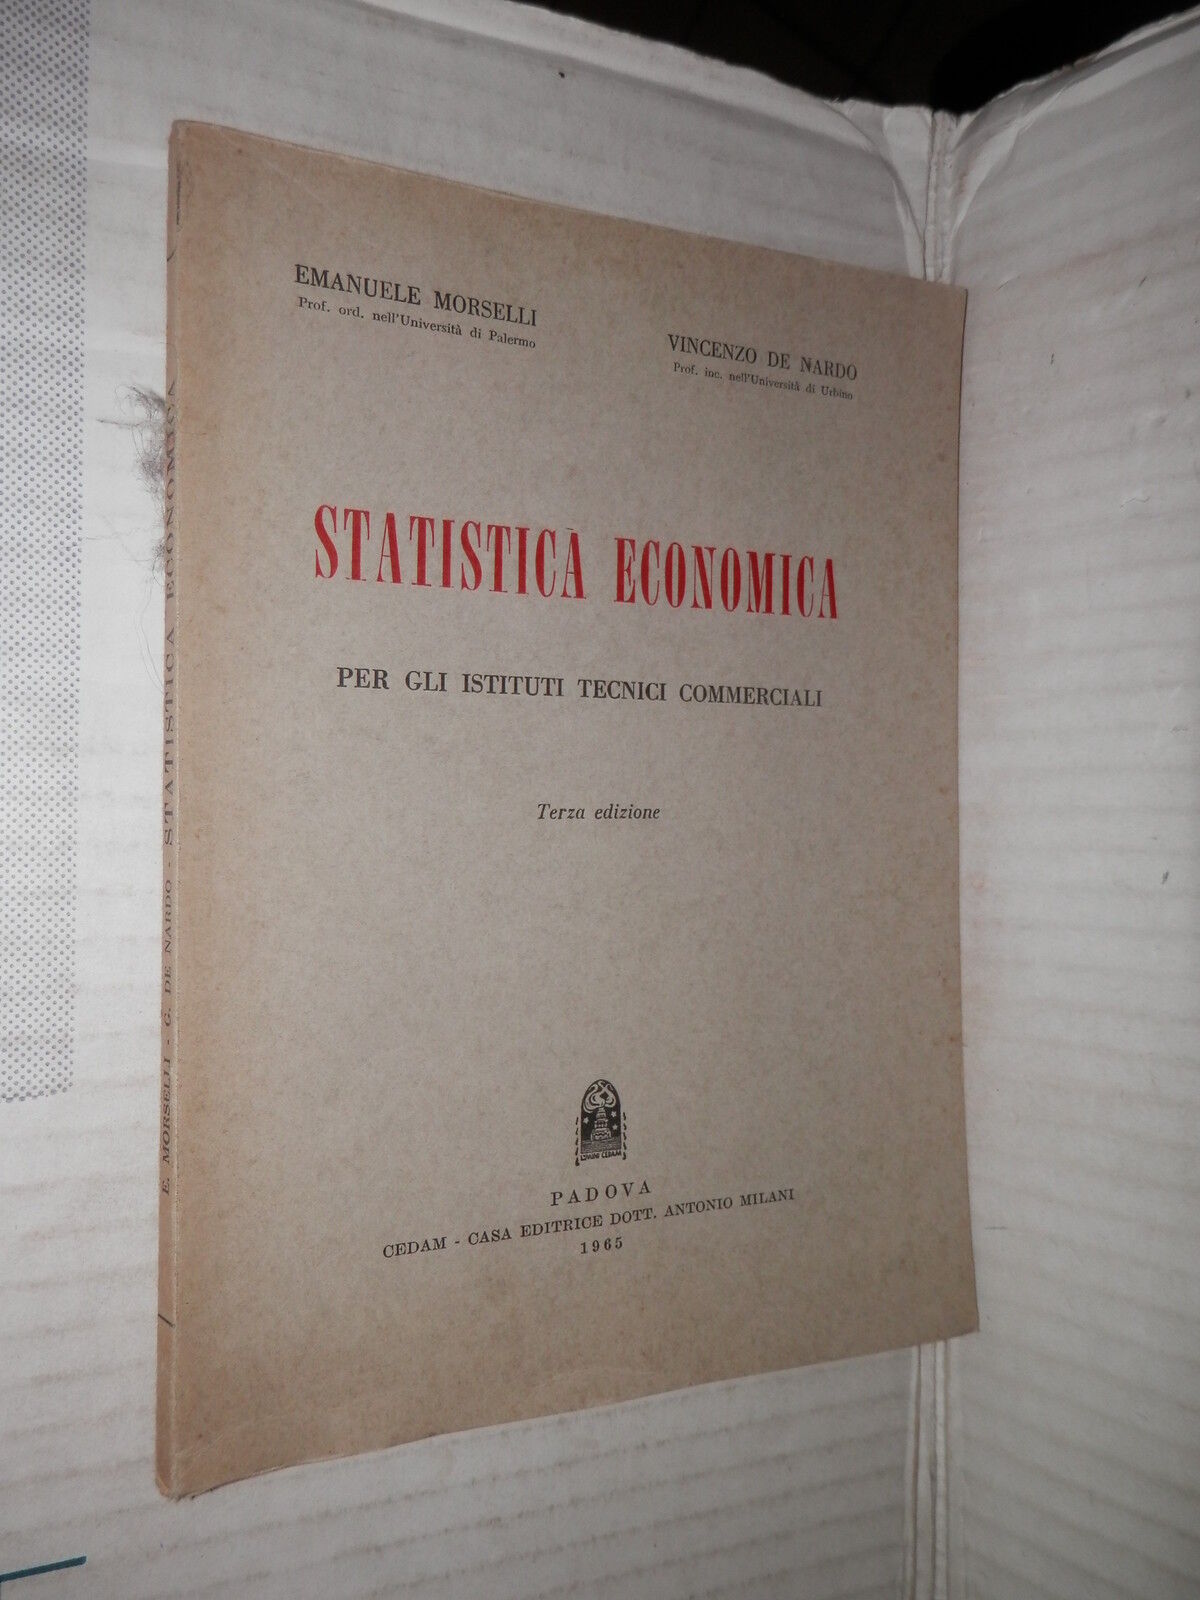 EMANUELE MORSELLI
Prof. ord. nell'Università di Palermo
VINCENZO DE NARDO
Prof. inc. nell'Università di Urbino
STATISTICA ECONOMICA
PER GLI ISTITUTI TECNICI COMMERCIALI
Terza edizione
CEDAM
PADOVA
CEDAM - CASA EDITRICE DOTT. ANTONIO MILANI
1965
E. MORSELLI - G. DE NARDO - STATISTICA ECONOMICA